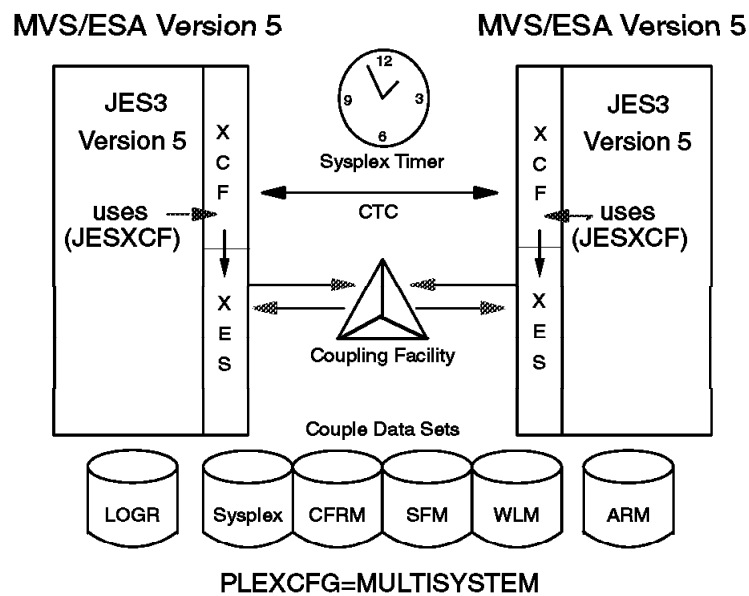 MVS/ESA Version 5
MVS/ESA Version 5
JES3
Version 5
uses
(JESXCF)
X
C
F
X
E
S
12
9
3
6
Sysplex Timer
CTC
Coupling Facility
X
C
F
X
E
S
JES3
Version 5
uses
(JESXCF)
Couple Data Sets
LOGR
Sysplex
CFRM
SFM
WLM
ARM
PLEXCFG=MULTISYSTEM